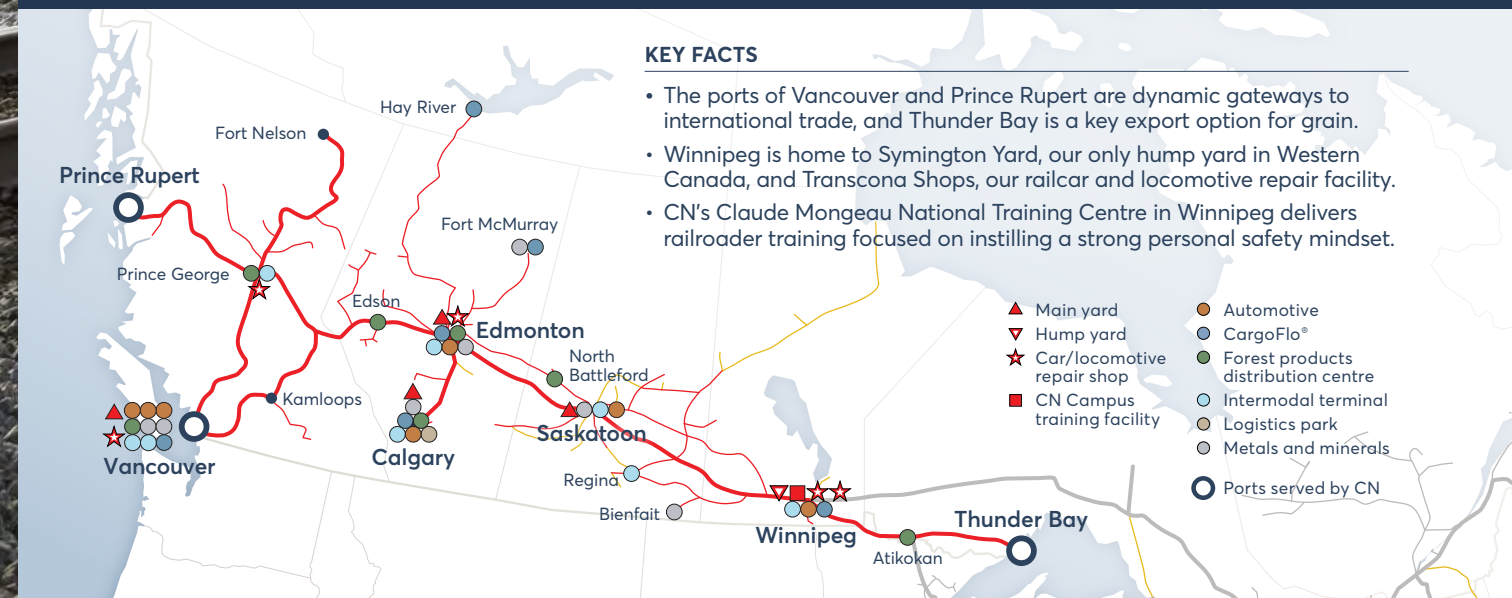 KEY FACTS
• The ports of Vancouver and Prince Rupert are dynamic gateways to
international trade, and Thunder Bay is a key export option for grain.
• Winnipeg is home to Symington Yard, our only hump yard in Western
Canada, and Transcona Shops, our railcar and locomotive repair facility.
• CN's Claude Mongeau National Training Centre in Winnipeg delivers
railroader training focused on instilling a strong personal safety mindset.
Hay River
Fort Nelson
Prince Rupert
Fort McMurray
Prince George
Edson
Edmonton
North
Battleford
Kamloops
Saskatoon
Calgary
Vancouver
Regina
Bienfait
Winnipeg
Thunder Bay
Atikokan
Main yard
Hump yard
Car/locomotive
repair shop
CN Campus
training facility
Automotive
CargoFlo®
Forest products
distribution centre
Intermodal terminal
Logistics park
Metals and minerals
Ports served by CN